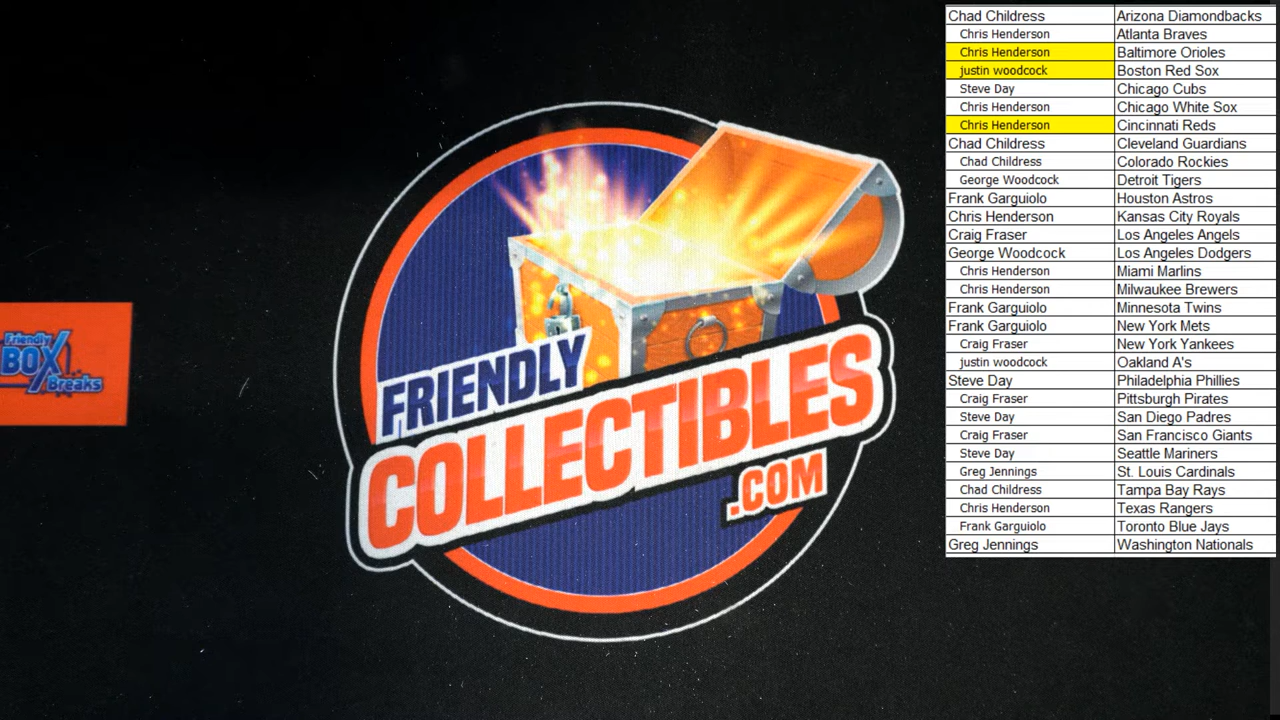 Chad Childress Arizona Diamondbacks
Chris Henderson Atlanta Braves
Chris Henderson Baltimore Orioles
justin woodcock Boston Red Sox
Steve Day Chicago Cubs
Chris Henderson Chicago White Sox
Chris Henderson Cincinnati Reds
Chad Childress Cleveland Guardians
Chad Childress Colorado Rockies
George Woodcock Detroit Tigers
Frank Garguiolo Houston Astros
Chris Henderson Kansas City Royals
Craig Fraser Los Angeles Angels
George Woodcock Los Angeles Dodgers
Chris Henderson Miami Marlins
Chris Henderson Milwaukee Brewers
Frank Garguiolo Minnesota Twins
Frank Garguiolo New York Mets
Craig Fraser New York Yankees
justin woodcock Oakland A's
Steve Day Philadelphia Phillies
Craig Fraser Pittsburgh Pirates
Steve Day San Diego Padres
Craig Fraser San Francisco Giants
Steve Day Seattle Mariners
Greg Jennings St. Louis Cardinals
Chad Childress Tampa Bay Rays
Chris Henderson Texas Rangers
Frank Garguiolo Toronto Blue Jays
Greg Jennings Washington Nationals
Friendly
BOX
Breaks
FRIENDLY
COLLECTIBLES
.COM